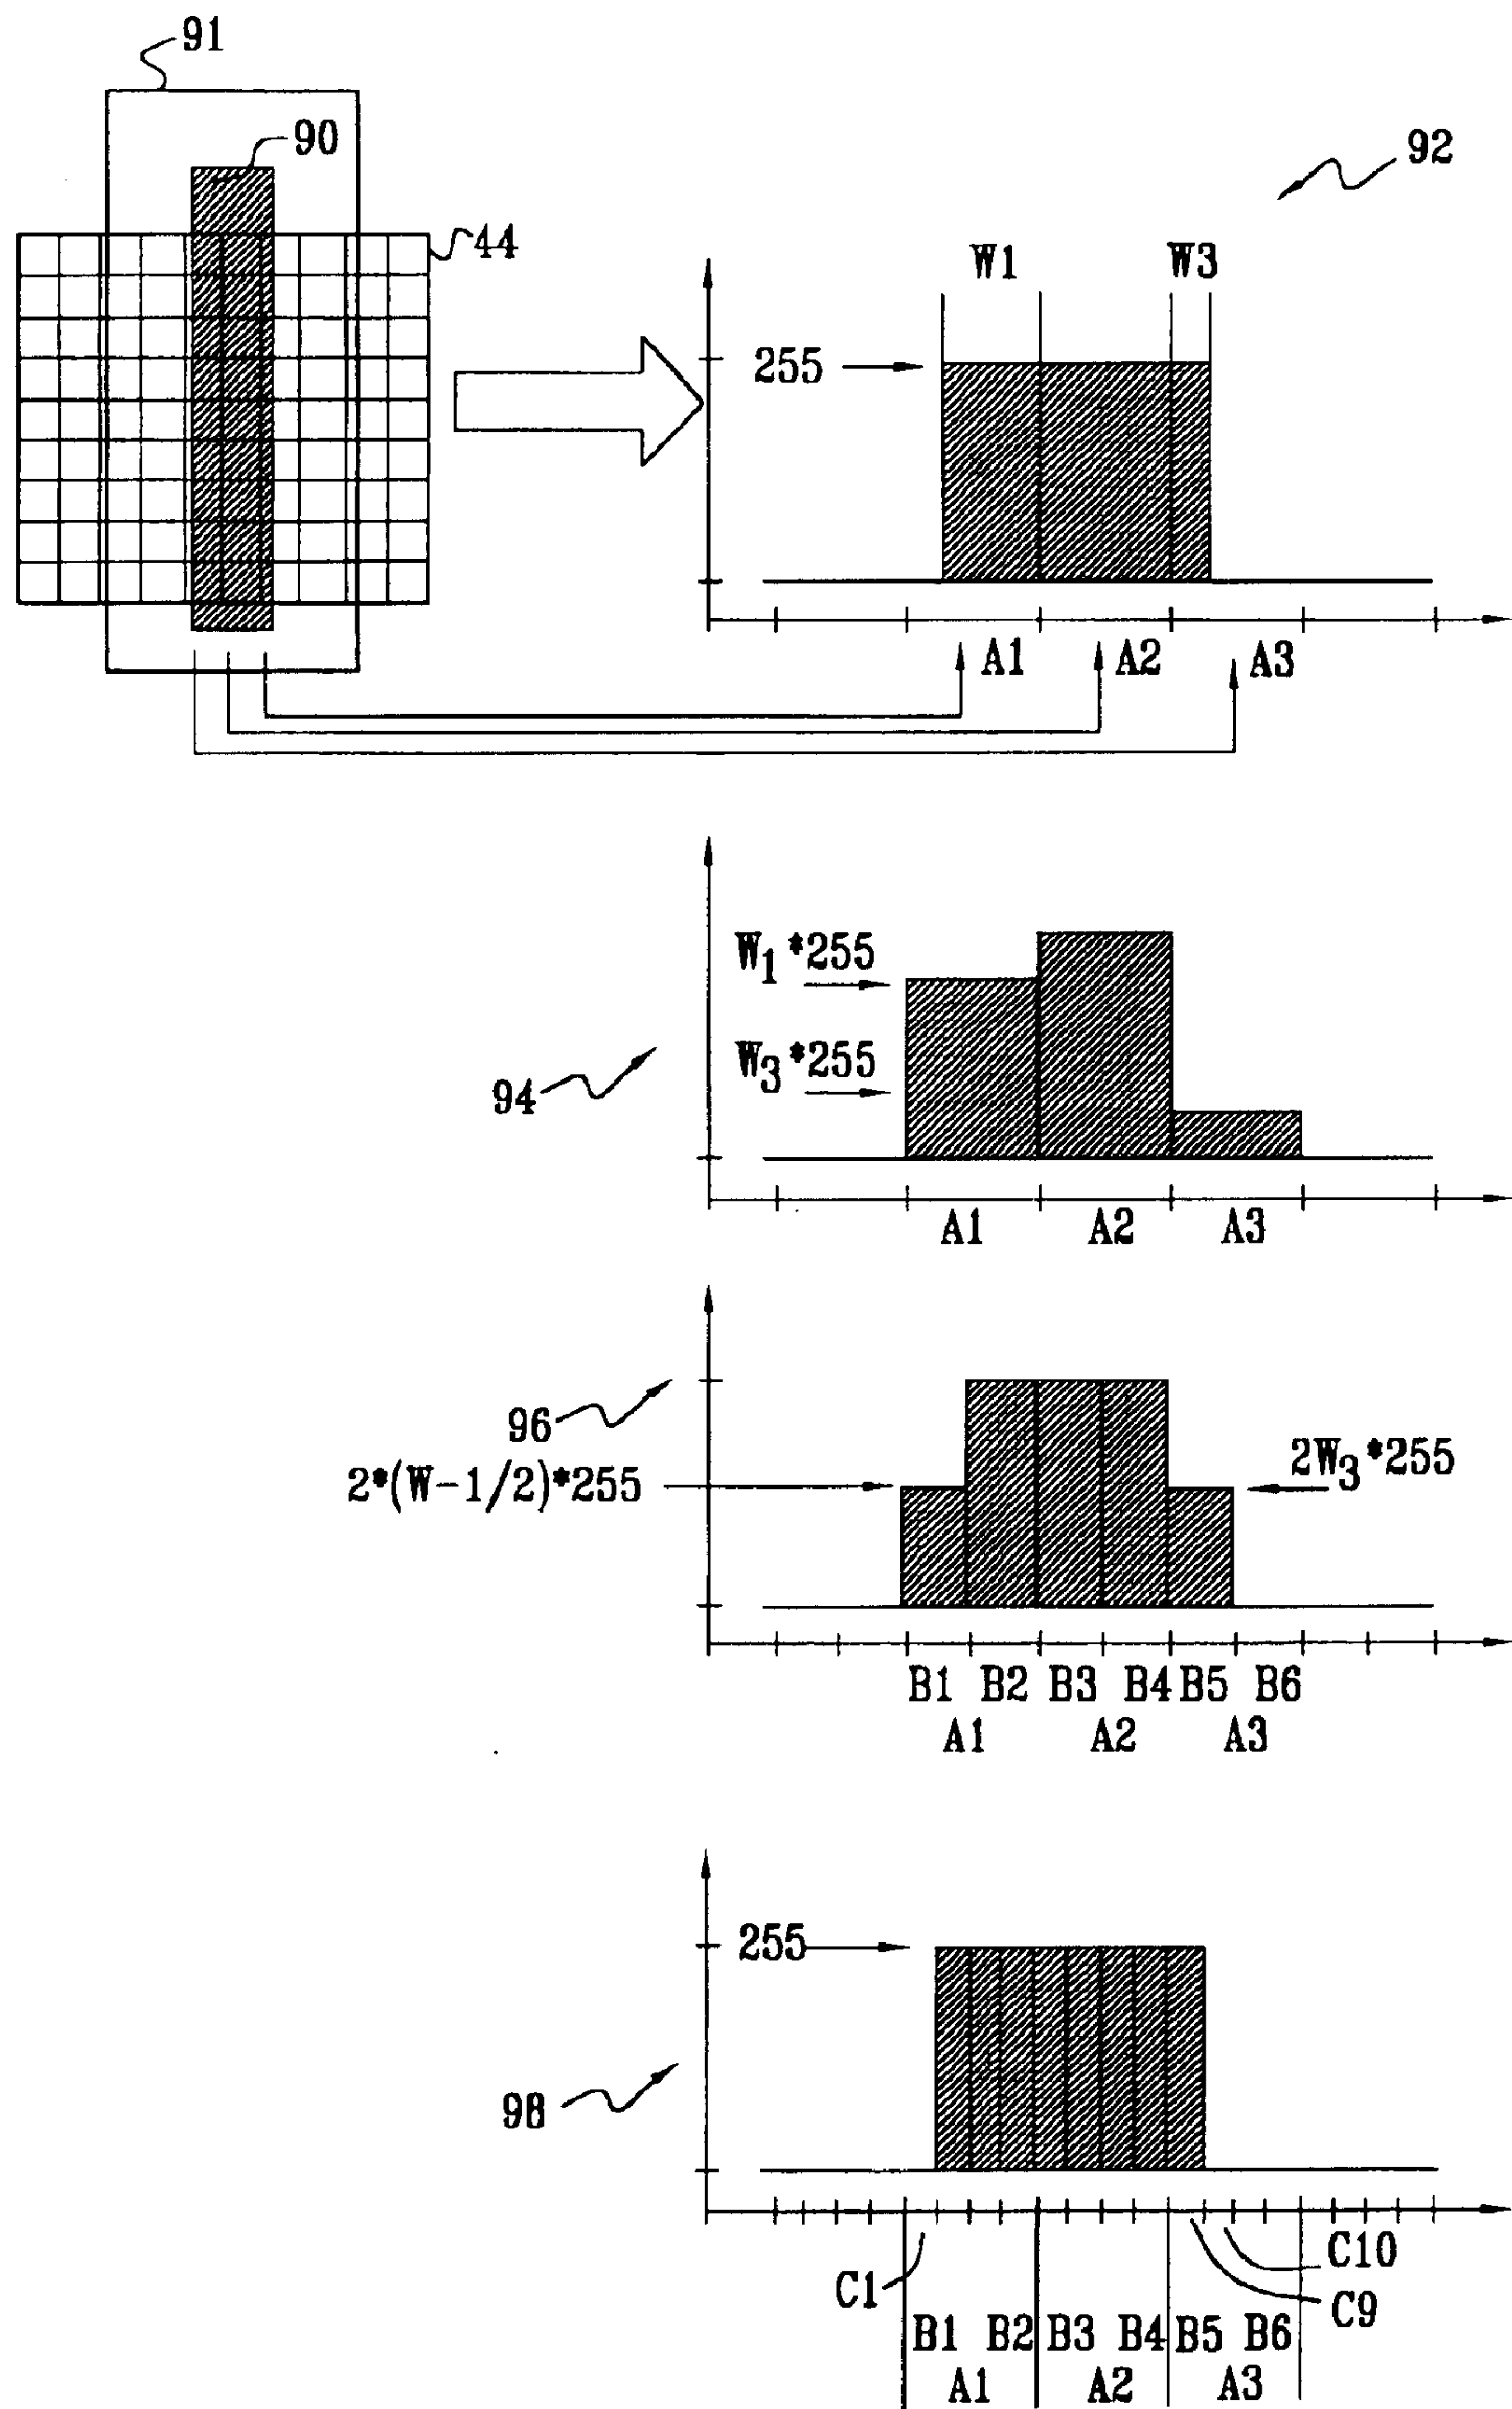 91
90
92
44
W1 W3
255
A1 A2 A3
W1*255
W3*255
94
A1 A2 A3
96
2*(W-1/2)*255
2W3*255
B1 B2 B3 B4 B5 B6
A1 A2 A3
255
98
C10
C1
C9
B1 B2 B3 B4 B5 B6
A1 A2 A3